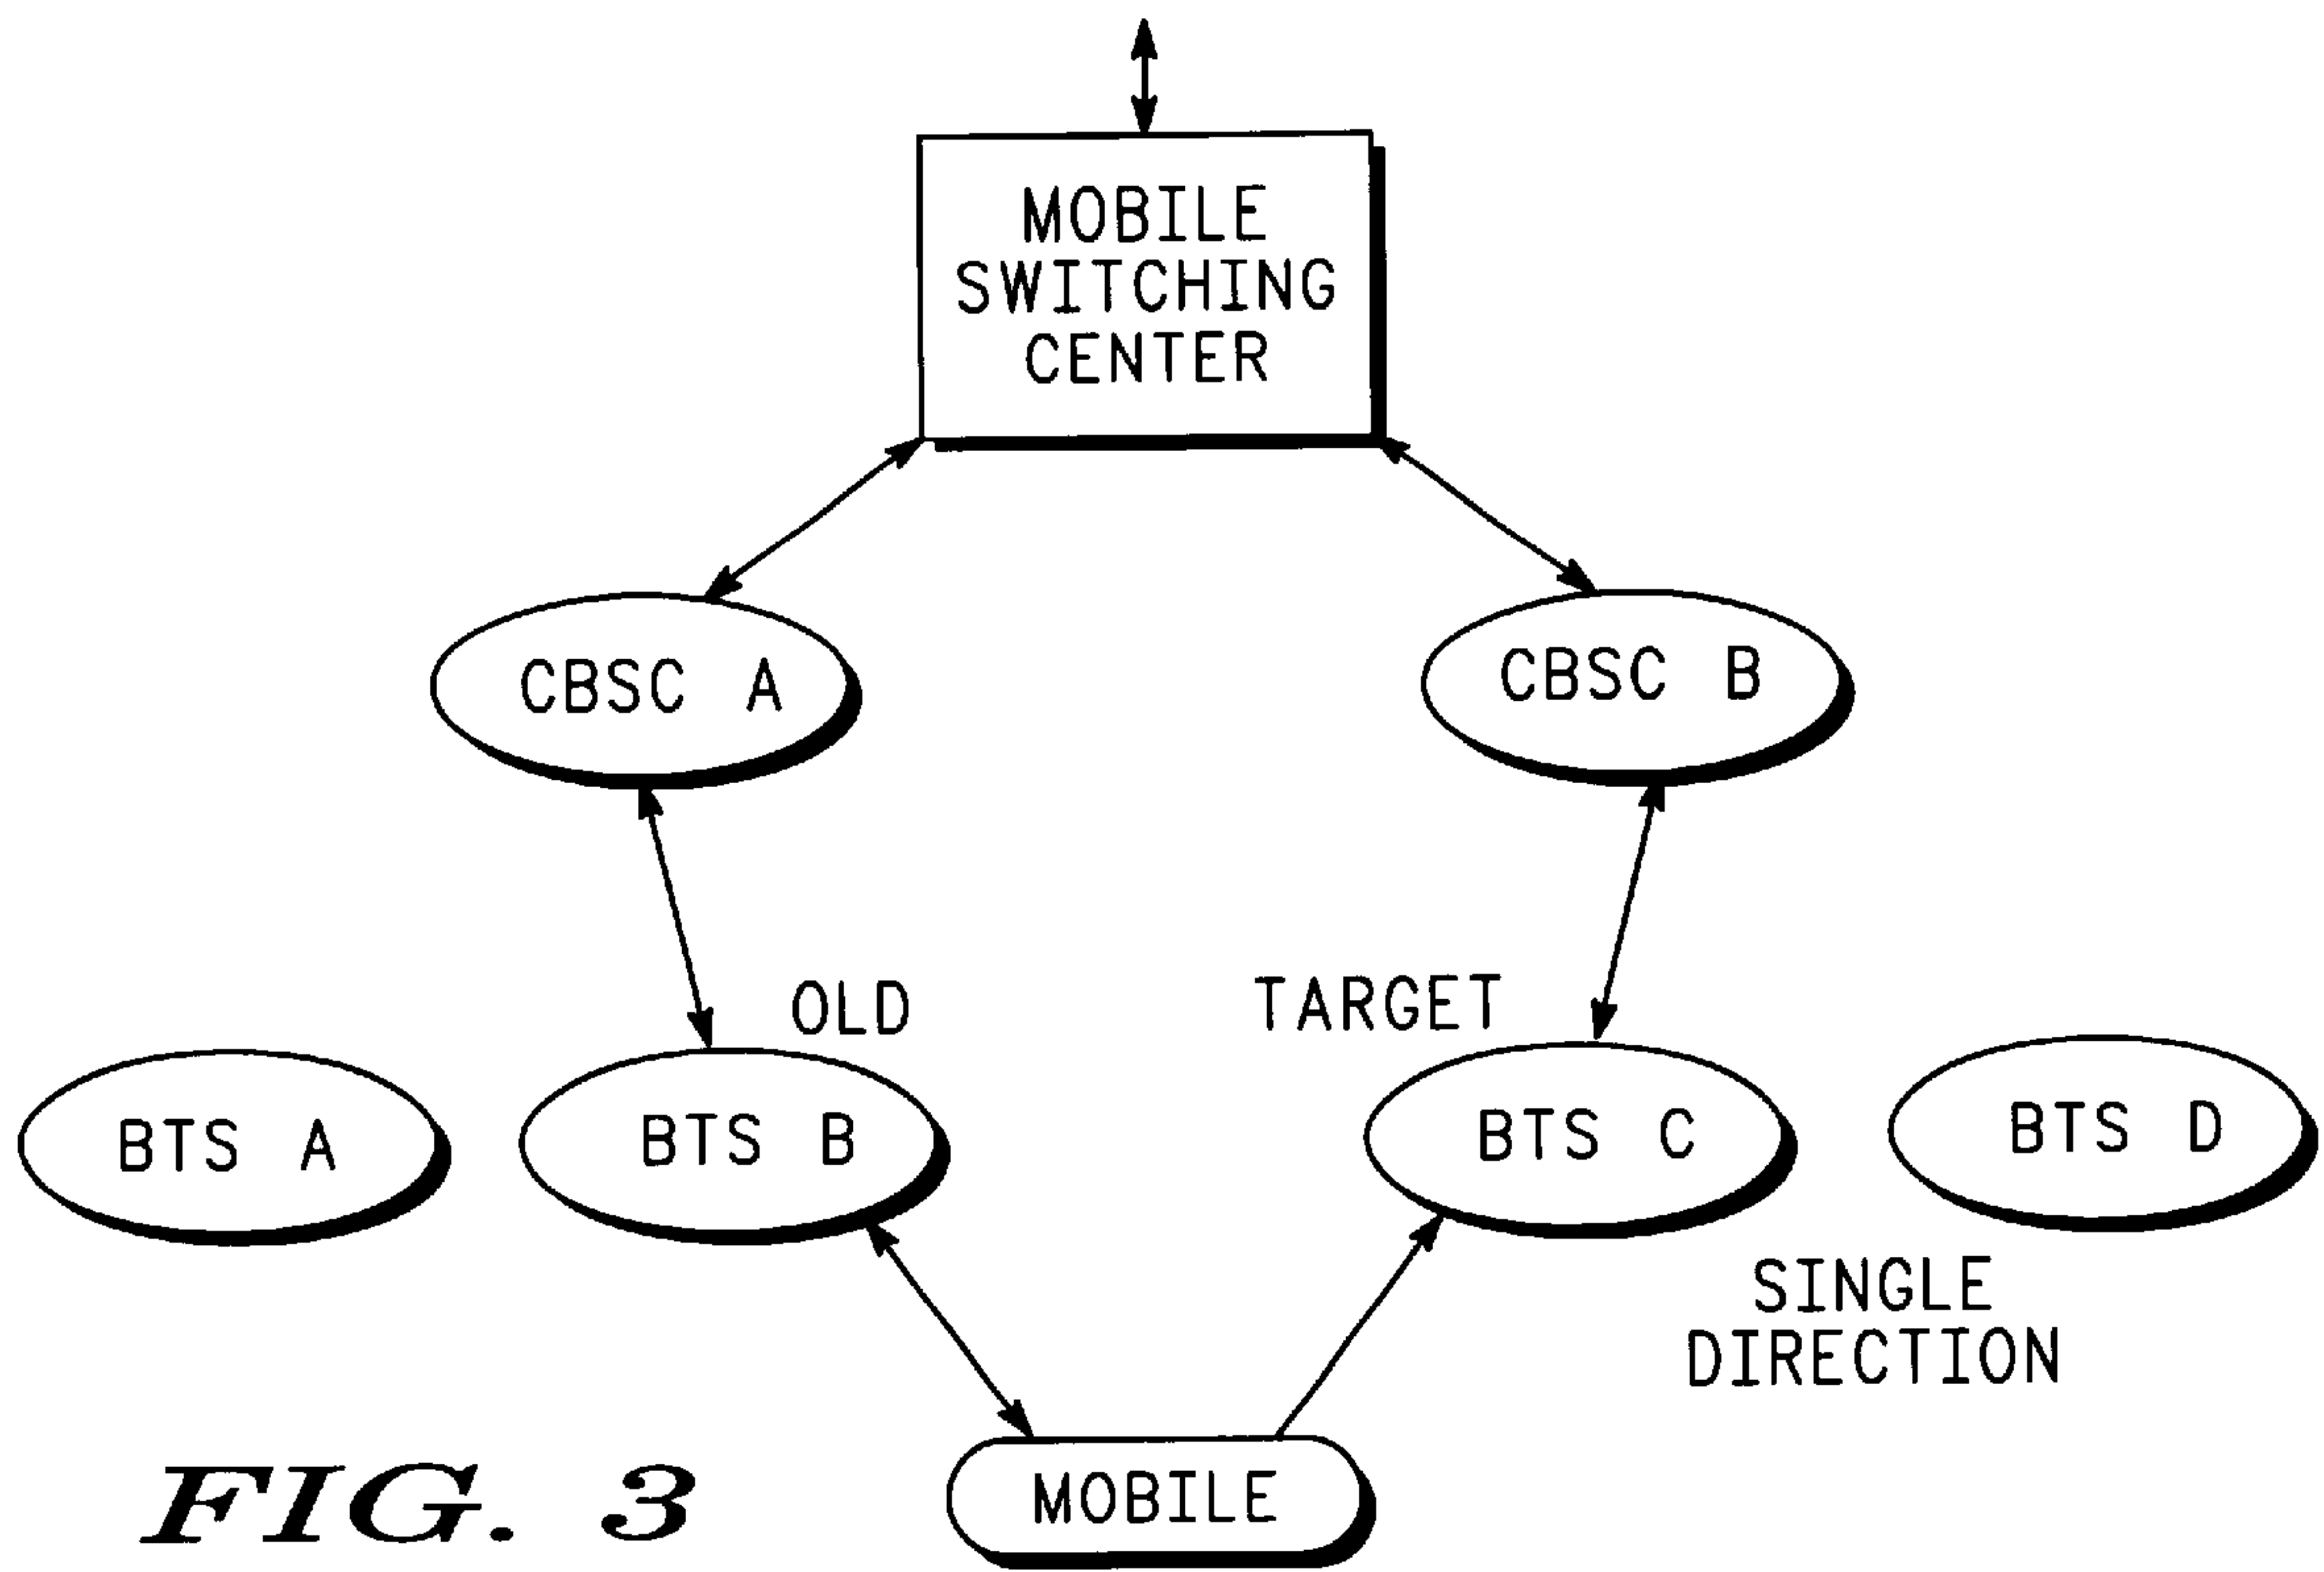 MOBILE
SWITCHING
CENTER
CBSC A
CBSC B
OLD
TARGET
BTS A
BTS B
BTS C
BTS D
SINGLE
DIRECTION
MOBILE
FIG. 3